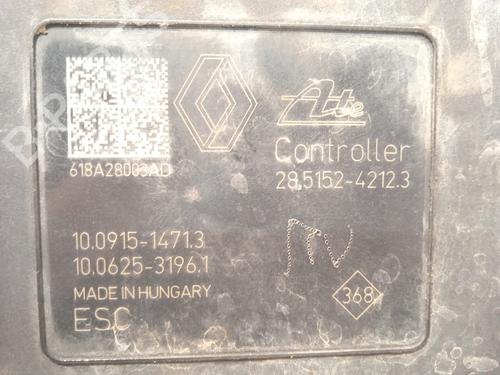 Ate
618A28003AD
Controller
28.5152-4212.3
10.0915-1471.3
10.0625-3196.1
MADE IN HUNGARY
ESC
368